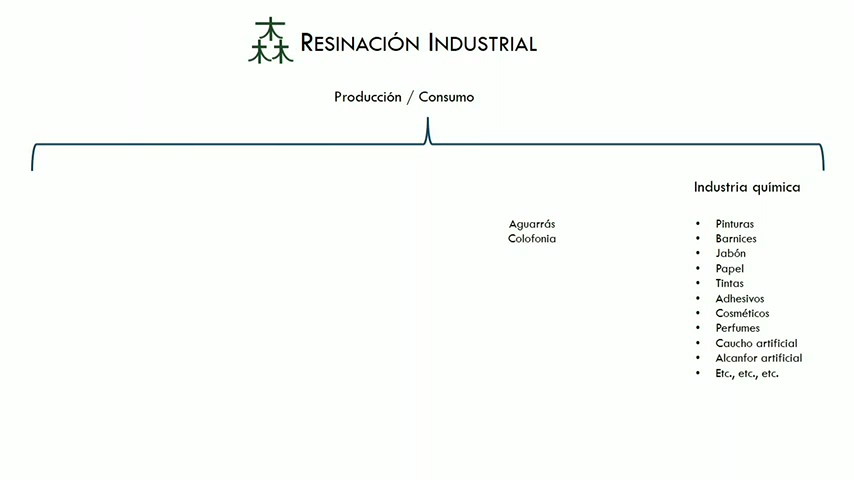 RESINACIÓN INDUSTRIAL
Producción / Consumo
Industria química
Aguarrás
Colofonia
• Pinturas
• Barnices
• Jabón
• Papel
• Tintas
• Adhesivos
• Cosméticos
• Perfumes
• Caucho artificial
• Alcanfor artificial
• Etc., etc., etc.